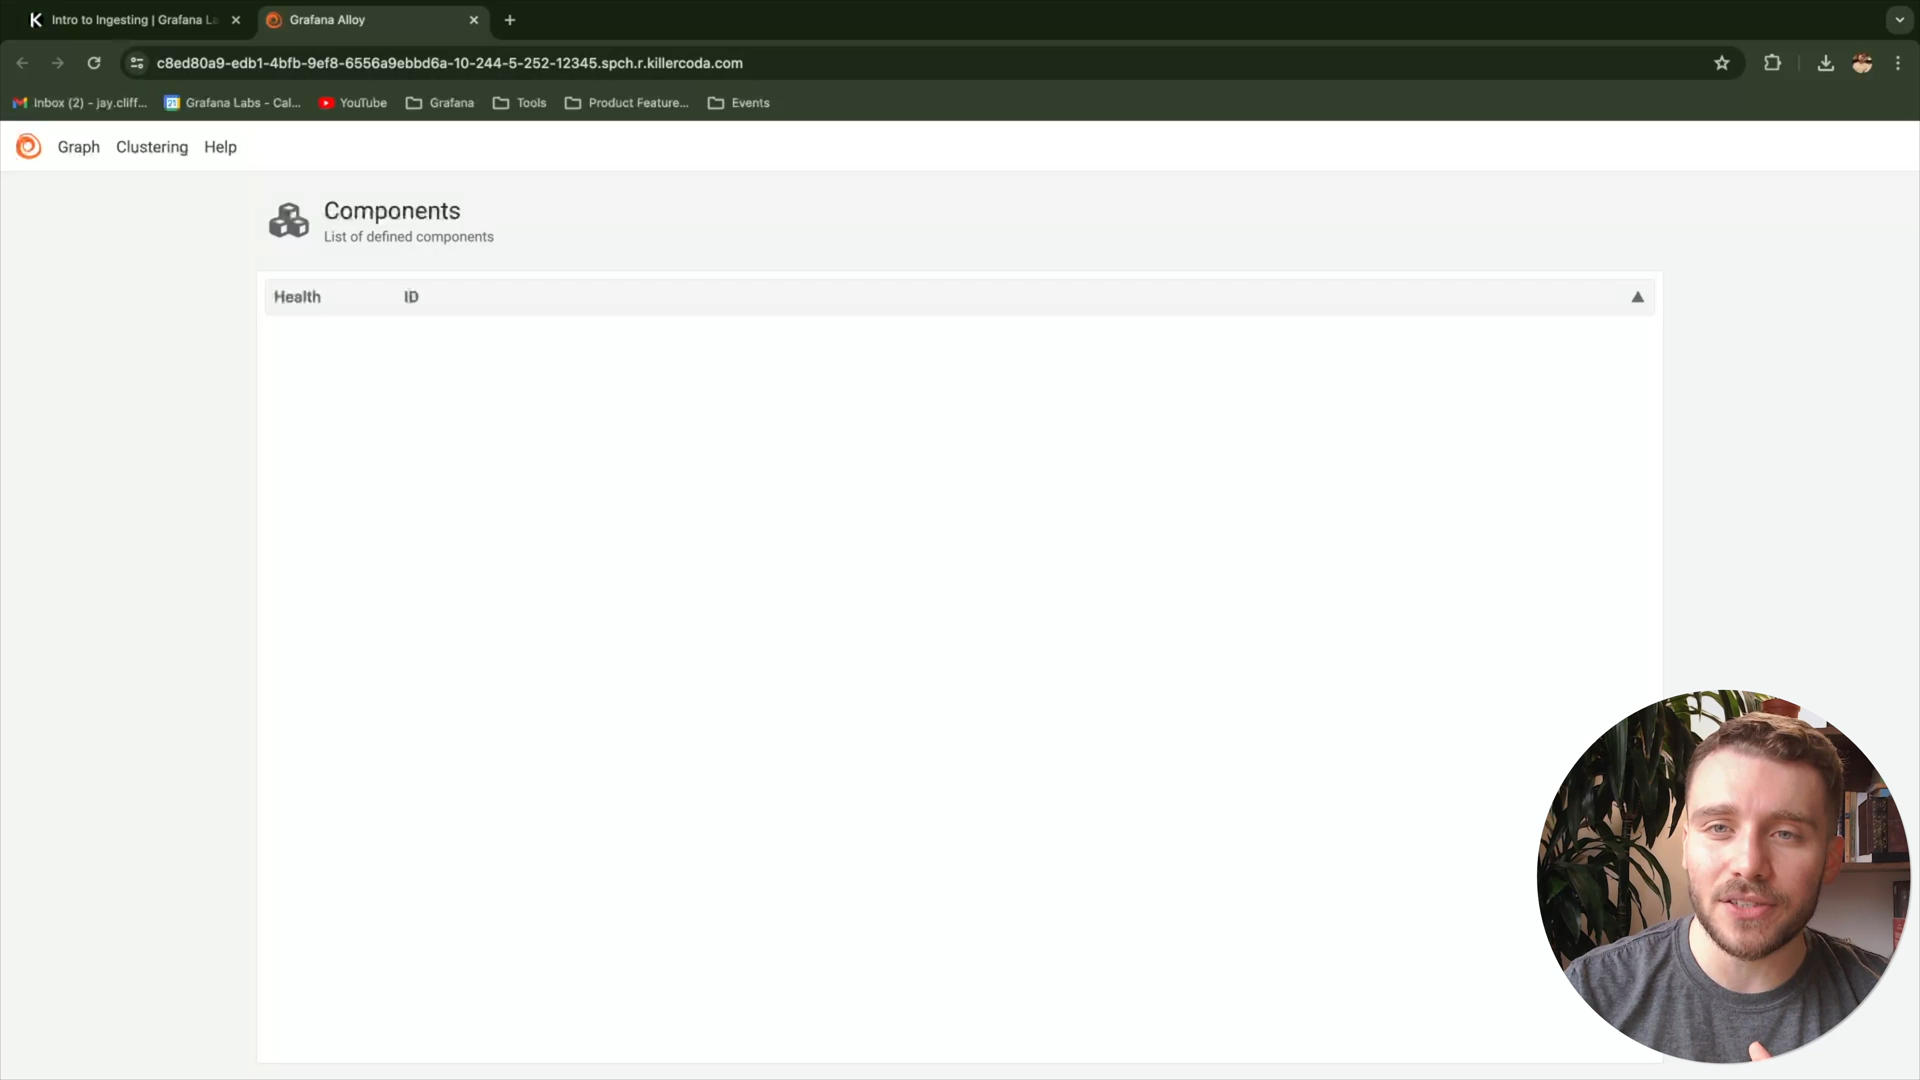 Intro to Ingesting | Grafana La
Grafana Alloy
c8ed80a9-edb1-4bfb-9ef8-6556a9ebbd6a-10-244-5-252-12345.spch.r.killercoda.com
Inbox (2) - jay.cliff...
Grafana Labs - Cal...
YouTube
Grafana
Tools
Product Feature...
Events
Graph
Clustering
Help
Components
List of defined components
Health
ID